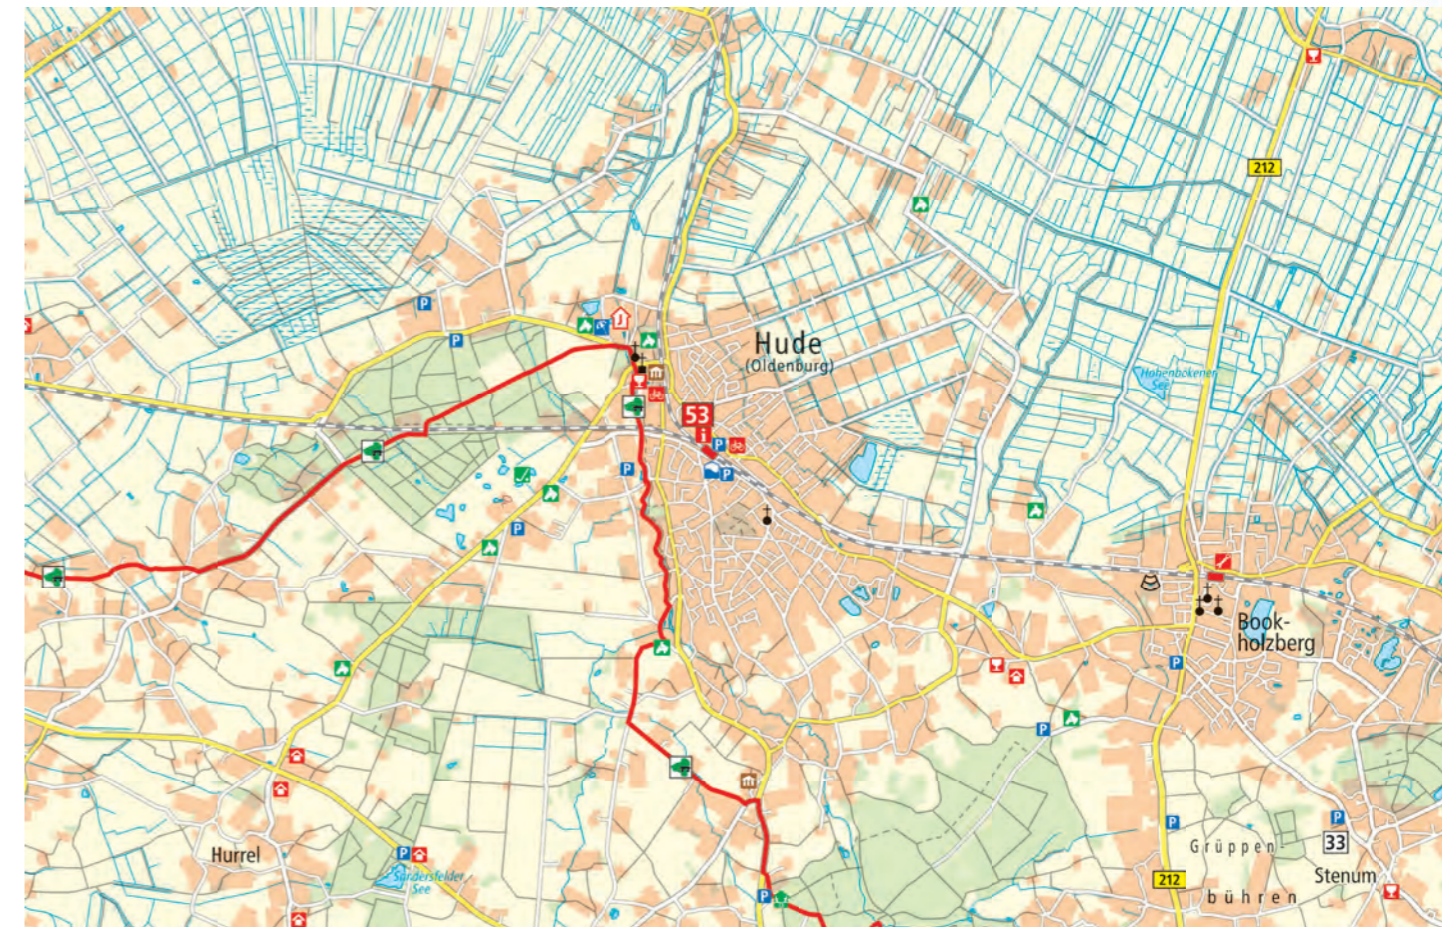 212
P
J
P
Hude
(Oldenburg)
Hohenbökener
See
53
i
P
P
P
P
Book-
holzberg
P
P
P
P
Grüppen-
33
Hurrel
P
Sandersfelder
See
Stenum
212
bühren
P